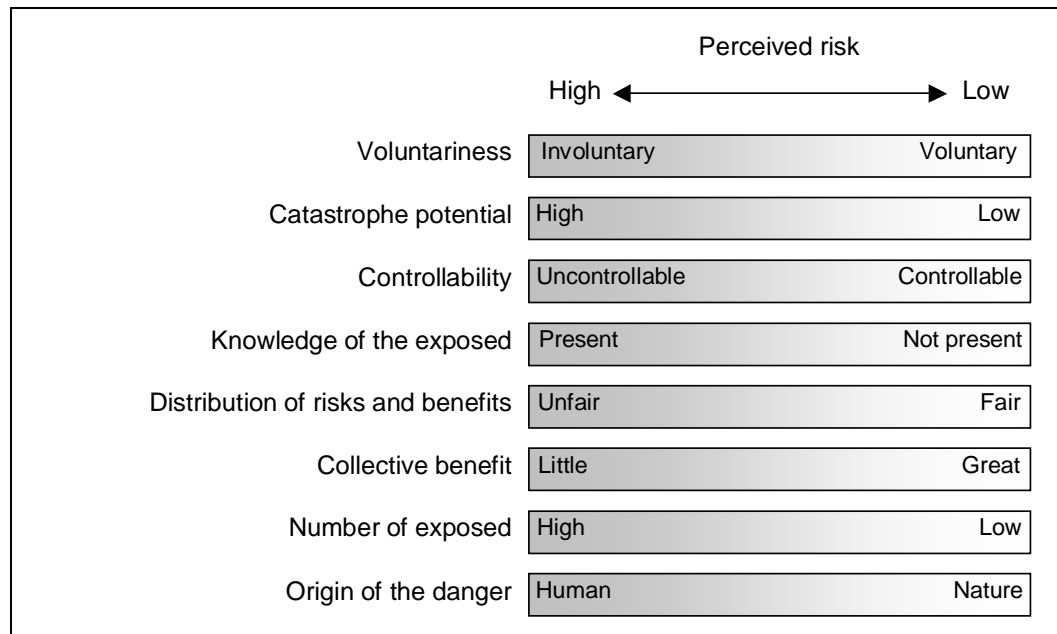 Perceived risk
High Low
Voluntariness Involuntary Voluntary
Catastrophe potential High Low
Controllability Uncontrollable Controllable
Knowledge of the exposed Present Not present
Distribution of risks and benefits Unfair Fair
Collective benefit Little Great
Number of exposed High Low
Origin of the danger Human Nature